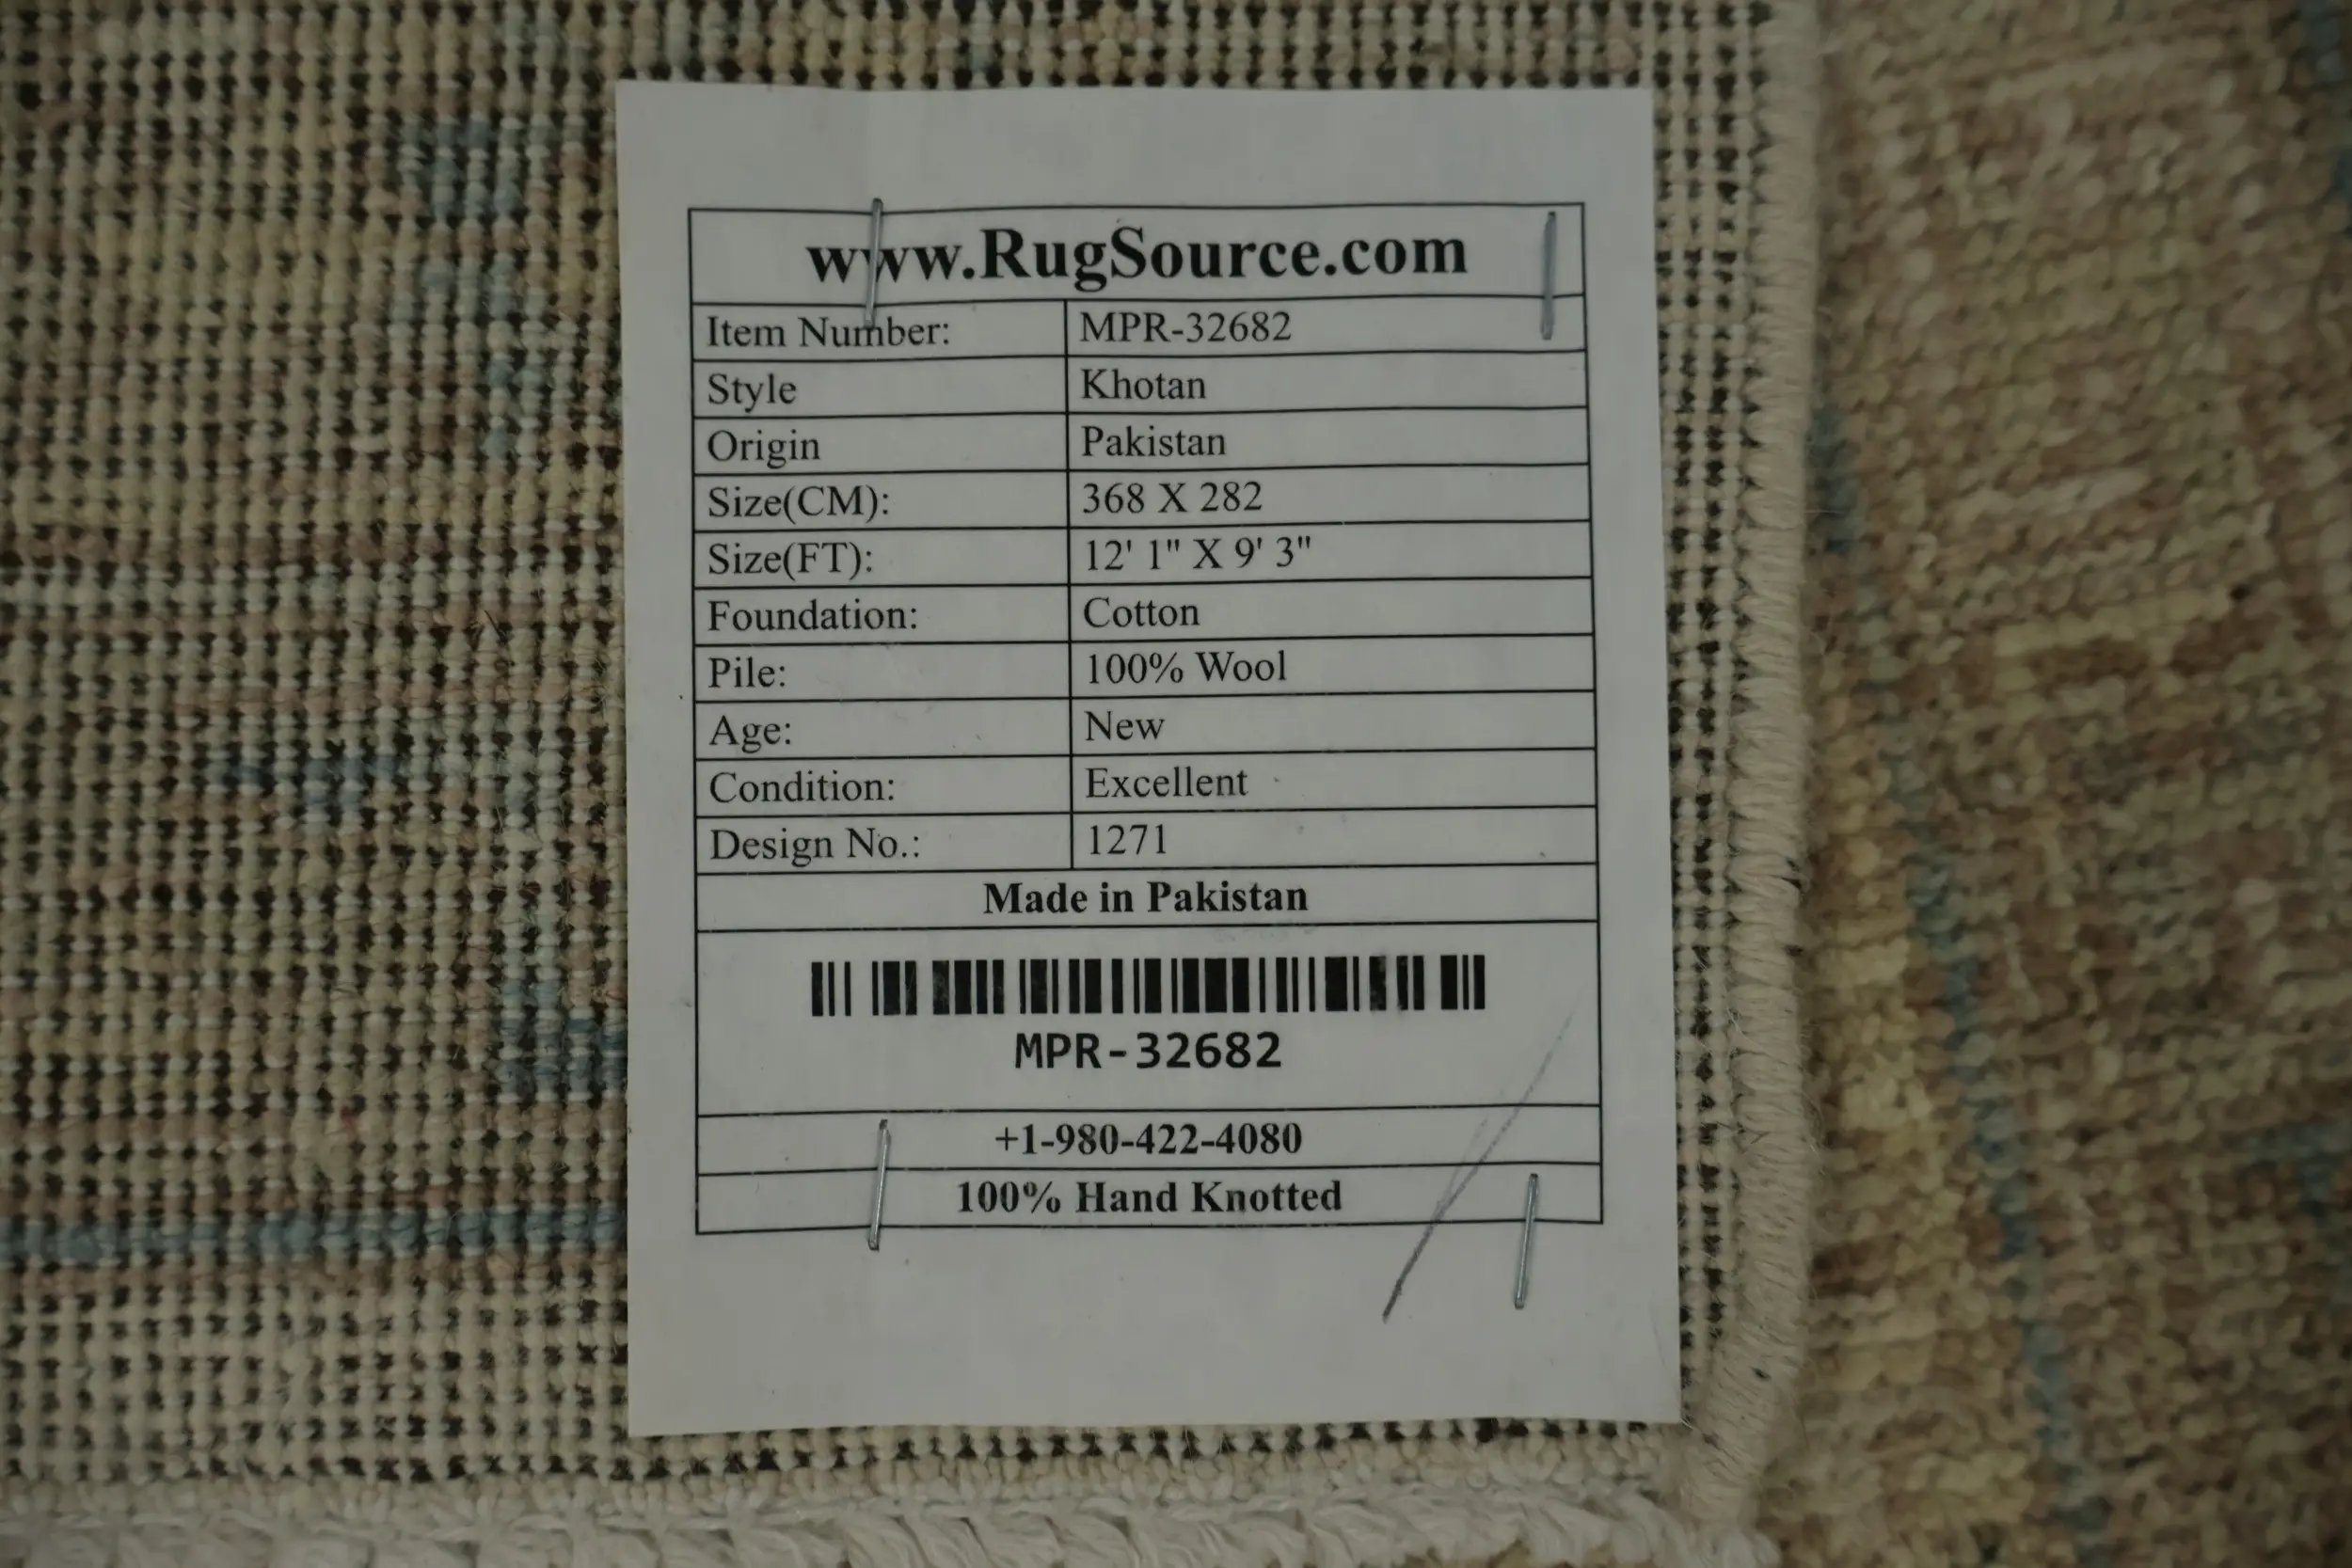 www.RugSource.com
Item Number: MPR-32682
Style Khotan
Origin Pakistan
Size(CM): 368 X 282
Size(FT): 12' 1" X 9' 3"
Foundation: Cotton
Pile: 100% Wool
Age: New
Condition: Excellent
Design No.: 1271
Made in Pakistan
MPR-32682
+1-980-422-4080
100% Hand Knotted